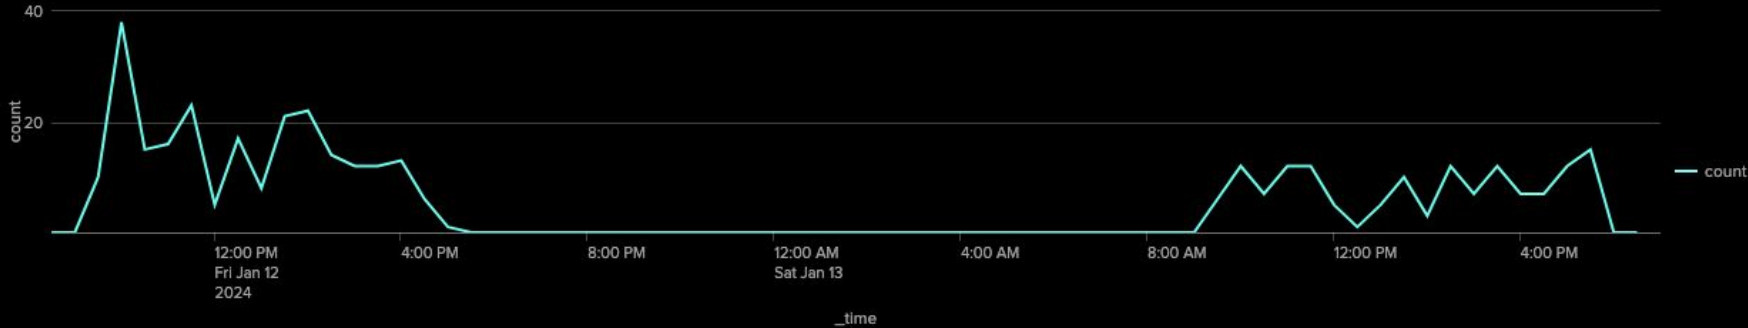 40
20
count
12:00 PM
Fri Jan 12
2024
4:00 PM
8:00 PM
12:00 AM
Sat Jan 13
4:00 AM
8:00 AM
12:00 PM
4:00 PM
_time
count